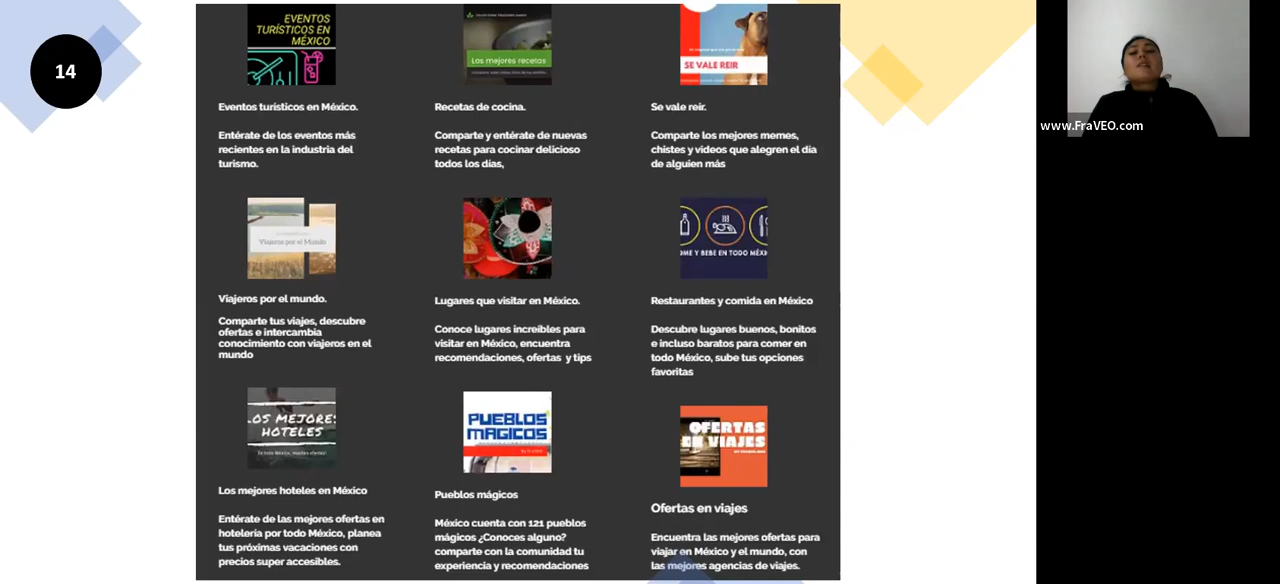 14
EVENTOS
TURÍSTICOS EN
MÉXICO
Eventos turísticos en México.
Entérate de los eventos más
recientes en la industria del
turismo.
Los mejores recetas
Recetas de cocina.
Comparte y entérate de nuevas
recetas para cocinar delicioso
todos los días,
SE VALE REIR
Se vale reír.
Comparte los mejores memes,
chistes y videos que alegren el día
de alguien más
Viajeros por el Mundo
Viajeros por el mundo.
Comparte tus viajes, descubre
ofertas e intercambia
conocimiento con viajeros en el
mundo
Lugares que visitar en México.
Conoce lugares increíbles para
visitar en México, encuentra
recomendaciones, ofertas y tips
OME Y BEBE EN TODO MÉXI
Restaurantes y comida en México
Descubre lugares buenos, bonitos
e incluso baratos para comer en
todo México, sube tus opciones
favoritas
LOS MEJORES
HOTELES
Los mejores hoteles en México
Entérate de las mejores ofertas en
hotelería por todo México, planea
tus próximas vacaciones con
precios super accesibles.
PUEBLOS
MAGICOS
Pueblos mágicos
México cuenta con 121 pueblos
mágicos ¿Conoces alguno?
comparte con la comunidad tu
experiencia y recomendaciones
OFERTAS
EN VIAJES
Ofertas en viajes
Encuentra las mejores ofertas para
viajar en México y el mundo, con
las mejores agencias de viajes.
www.FraVEO.com